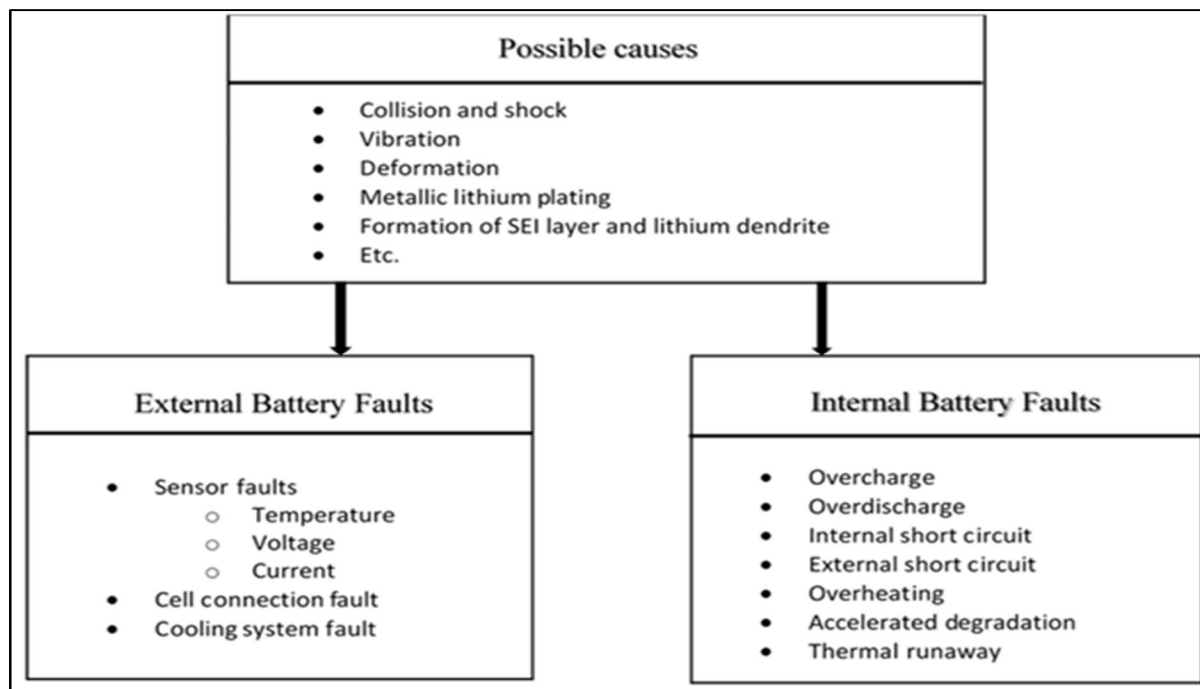 Possible causes
• Collision and shock
• Vibration
• Deformation
• Metallic lithium plating
• Formation of SEI layer and lithium dendrite
• Etc.
External Battery Faults
• Sensor faults
o Temperature
o Voltage
o Current
• Cell connection fault
• Cooling system fault
Internal Battery Faults
• Overcharge
• Overdischarge
• Internal short circuit
• External short circuit
• Overheating
• Accelerated degradation
• Thermal runaway